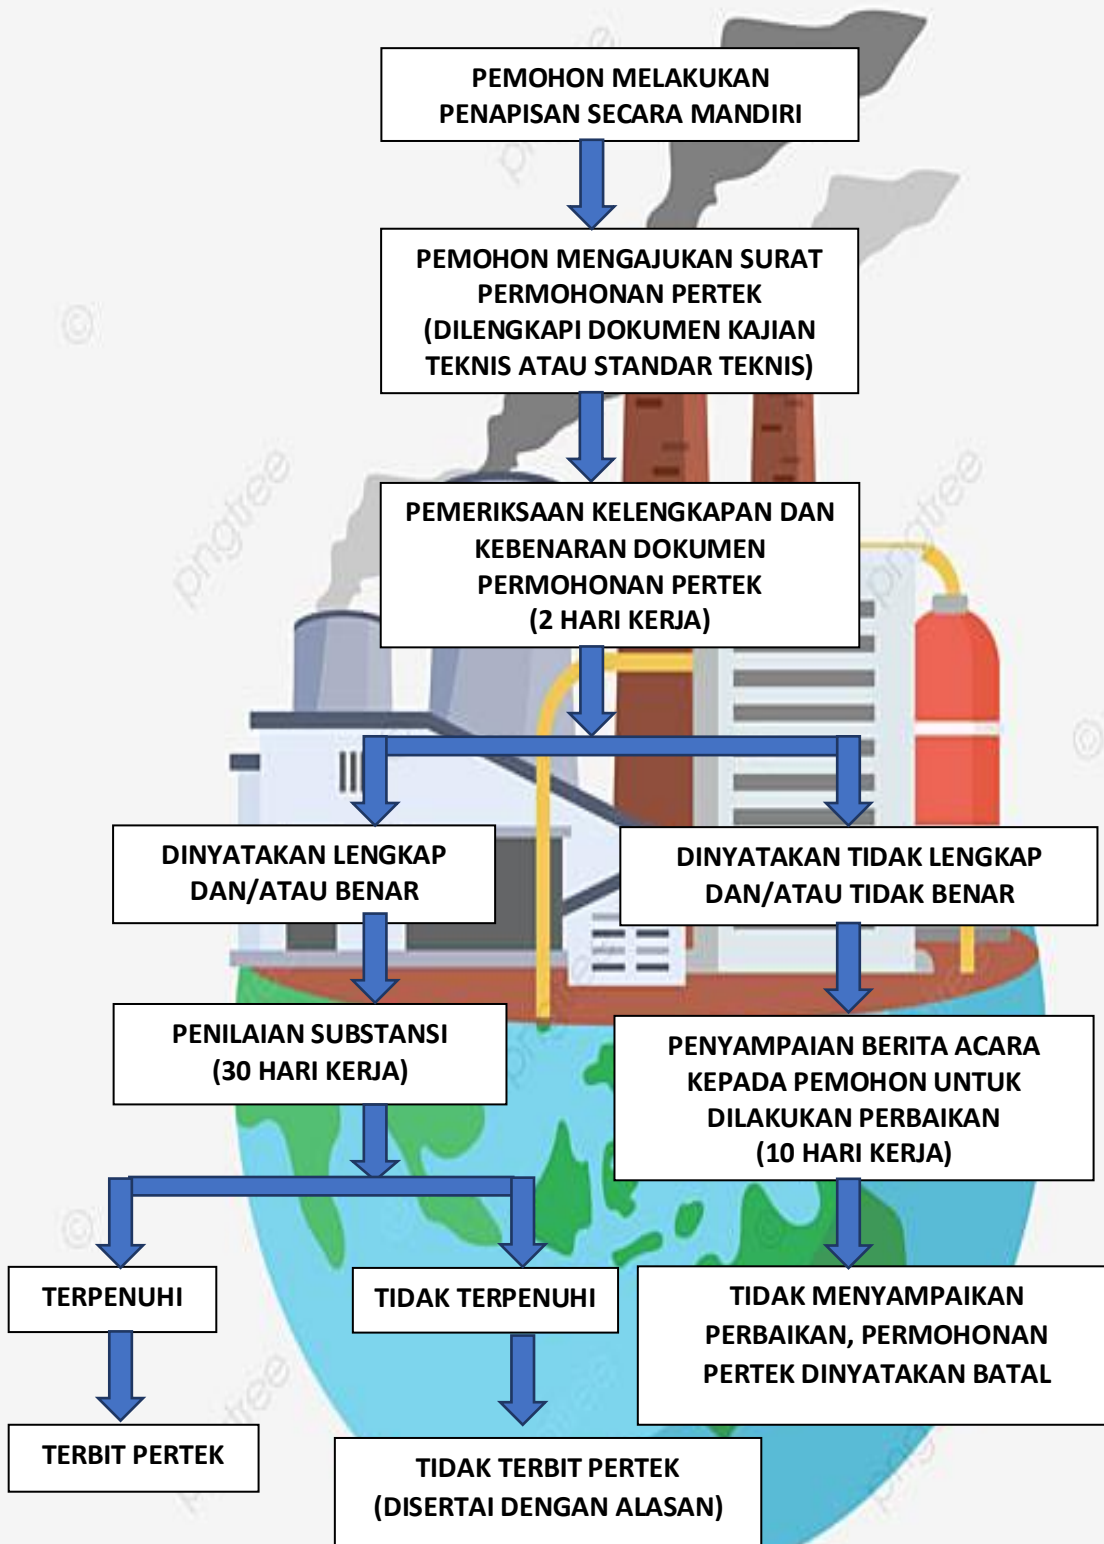 PEMOHON MELAKUKAN
PENAPISAN SECARA MANDIRI
PEMOHON MENGAJUKAN SURAT
PERMOHONAN PERTEK
(DILENGKAPI DOKUMEN KAJIAN
TEKNIS ATAU STANDAR TEKNIS)
PEMERIKSAAN KELENGKAPAN DAN
KEBENARAN DOKUMEN
PERMOHONAN PERTEK
(2 HARI KERJA)
DINYATAKAN LENGKAP
DAN/ATAU BENAR
DINYATAKAN TIDAK LENGKAP
DAN/ATAU TIDAK BENAR
PENILAIAN SUBSTANSI
(30 HARI KERJA)
PENYAMPAIAN BERITA ACARA
KEPADA PEMOHON UNTUK
DILAKUKAN PERBAIKAN
(10 HARI KERJA)
TERPENUHI
TIDAK TERPENUHI
TIDAK MENYAMPAIKAN
PERBAIKAN, PERMOHONAN
PERTEK DINYATAKAN BATAL
TERBIT PERTEK
TIDAK TERBIT PERTEK
(DISERTAI DENGAN ALASAN)
pngtree
pngtree